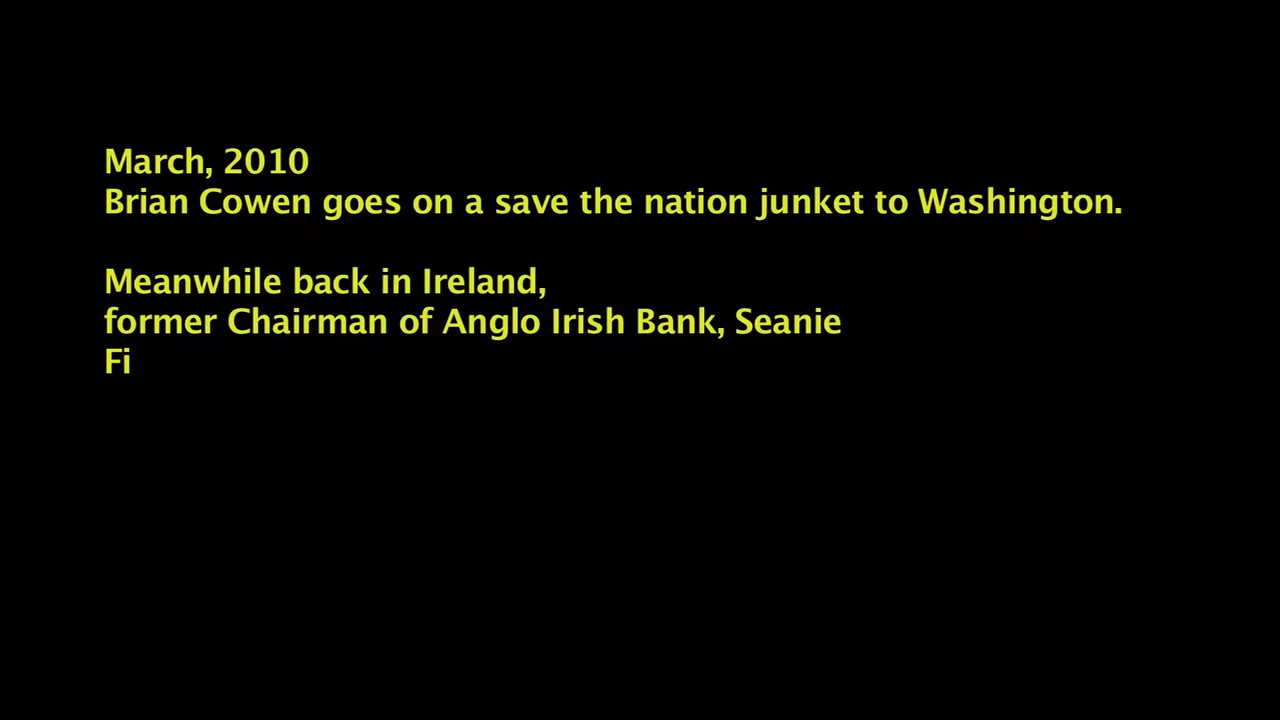 March, 2010
Brian Cowen goes on a save the nation junket to Washington.
Meanwhile back in Ireland,
former Chairman of Anglo Irish Bank, Seanie
Fi